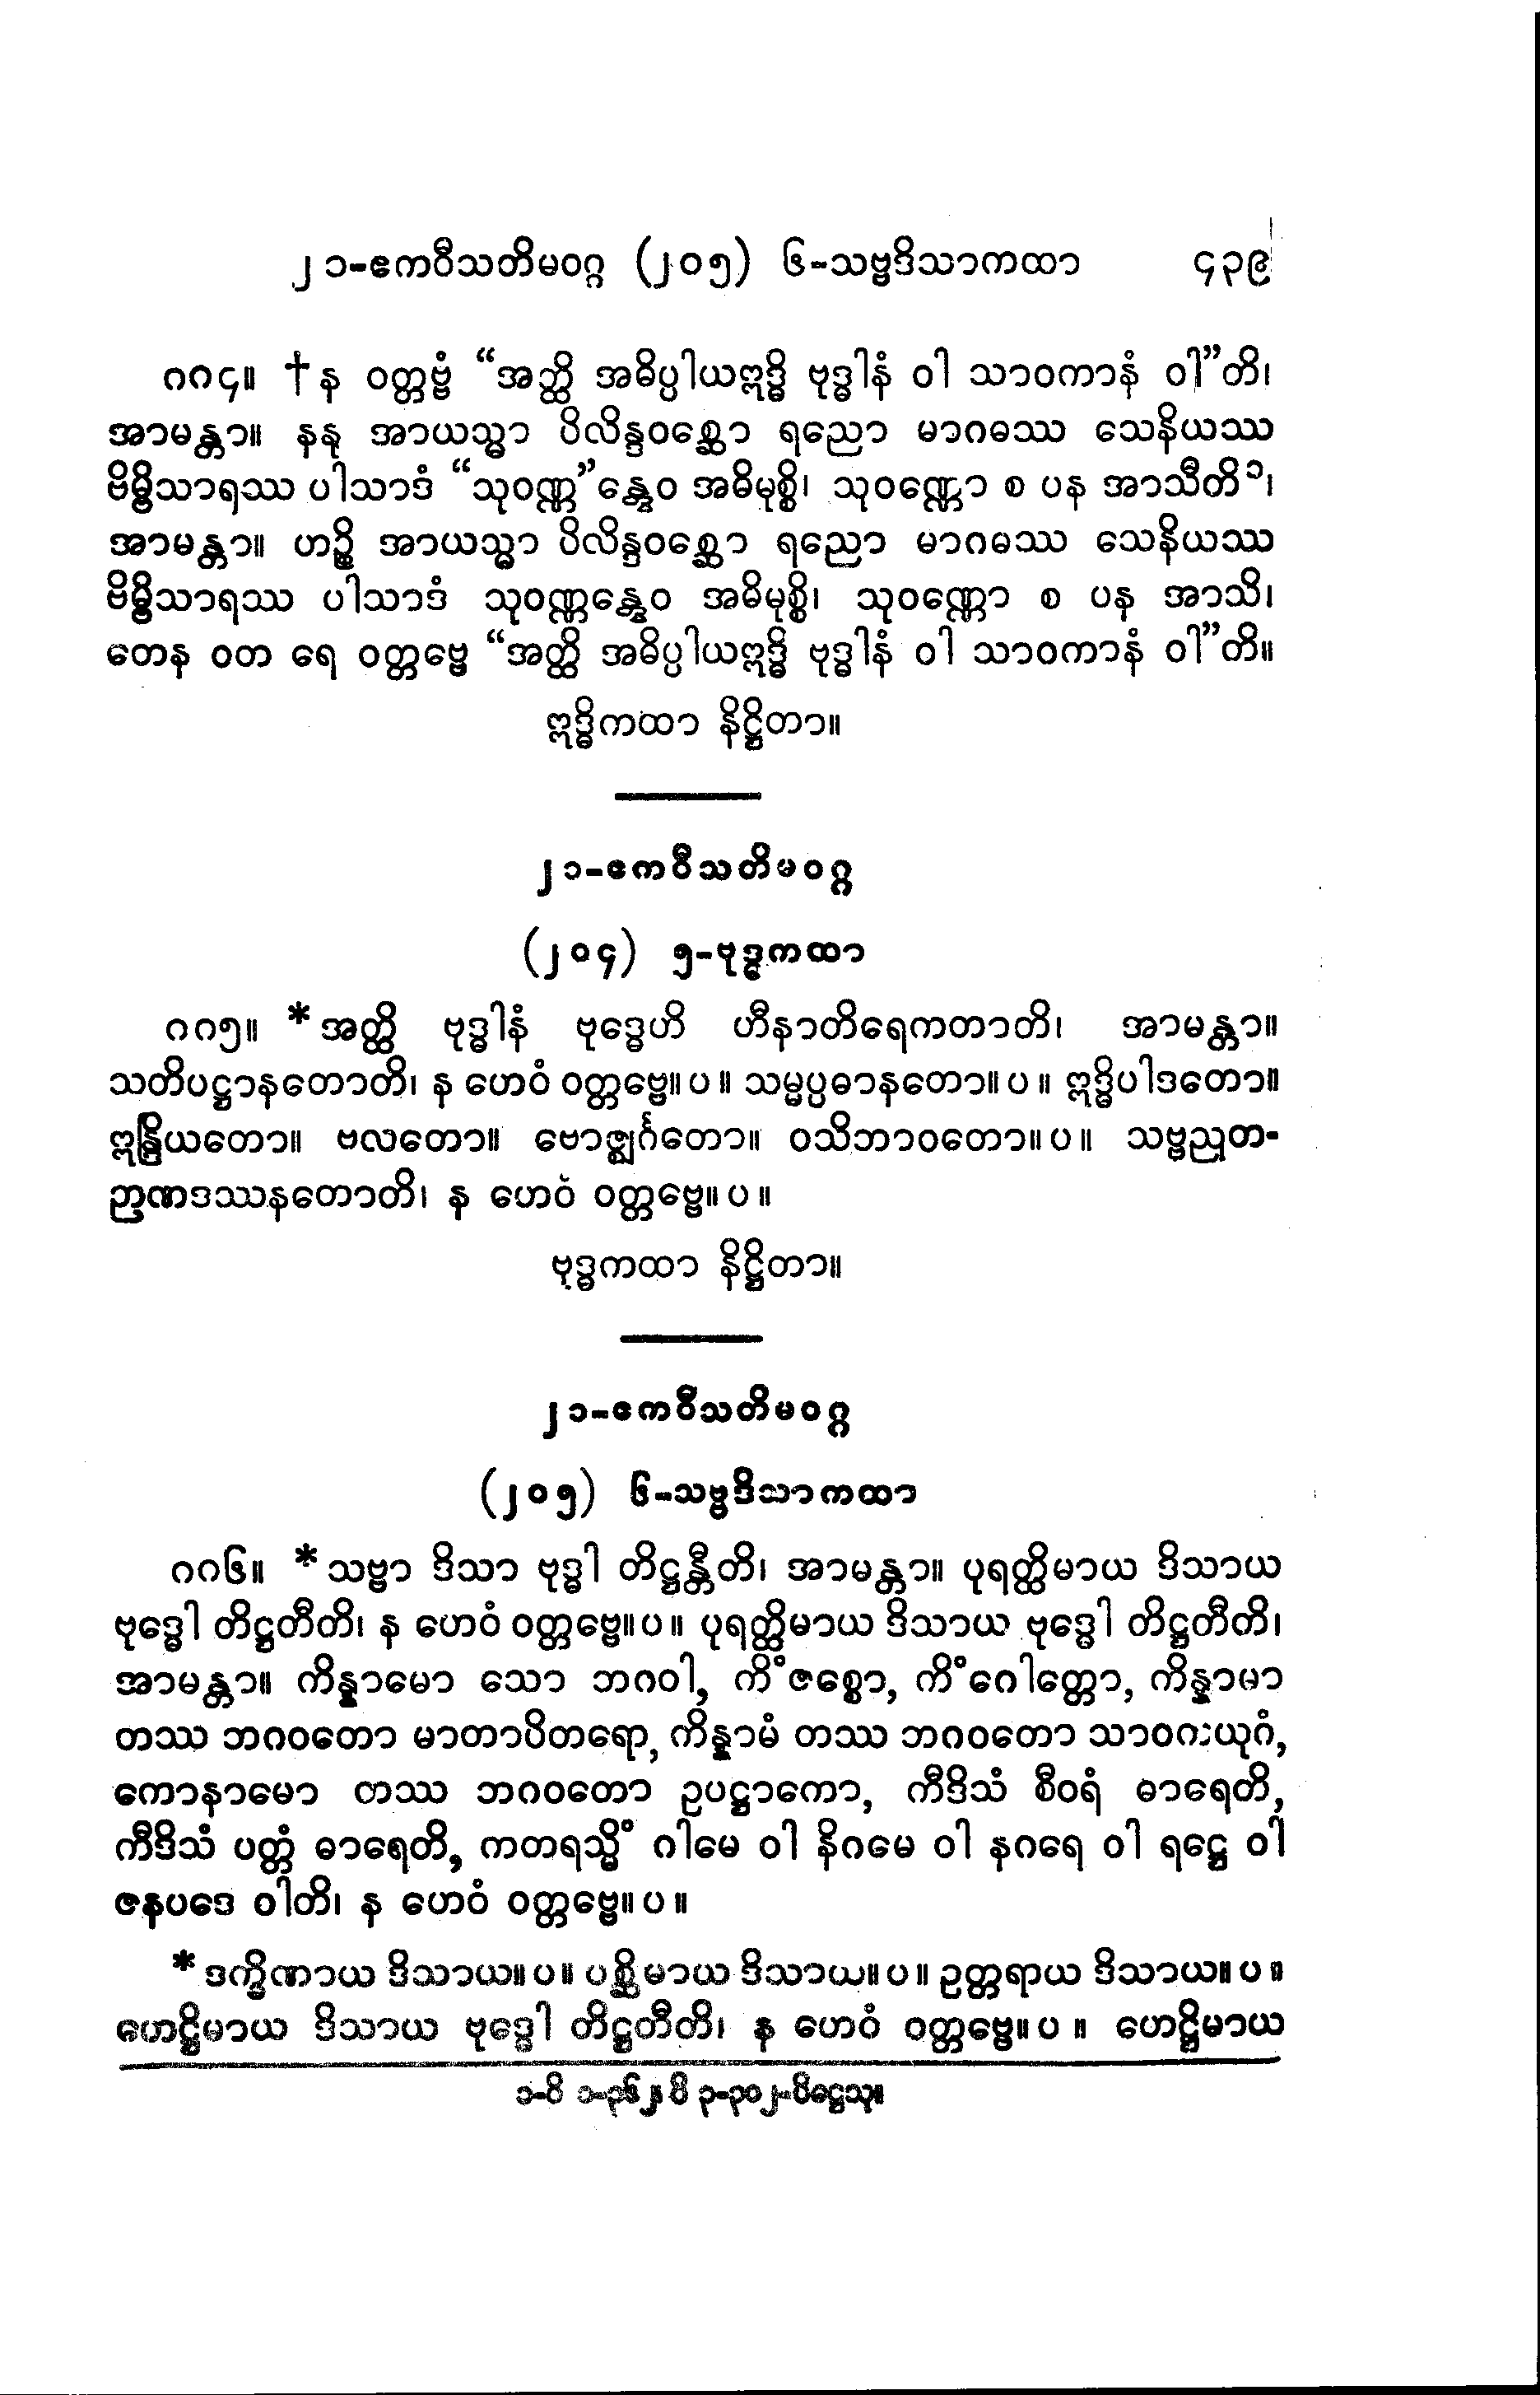 ၂၁-ဧကဝီသတိမဝဂ္ဂ (၂၀၅) ၆-သဗ္ဗဒိသာကထာ ၄၃၉
၈၈၄။ †န ဝတ္တဗ္ဗံ “အတ္ထိ အဓိပ္ပါယဣဒ္ဓိ ဗုဒ္ဓါနံ ဝါ သာဝကာနံ ဝါ”တိ၊
အာမန္တာ။ နနု အာယသ္မာ ပိလိန္ဒဝစ္ဆော ရညော မာဂဓဿ သေနိယဿ
ဗိမ္ဗိသာရဿ ပါသာဒံ “သုဝဏ္ဏ”န္တွေဝ အဓိမုစ္စိ၊ သုဝဏ္ဏော စ ပန အာသီတိ၁၊
အာမန္တာ။ ဟဉ္စိ အာယသ္မာ ပိလိန္ဒဝစ္ဆော ရညော မာဂဓဿ သေနိယဿ
ဗိမ္ဗိသာရဿ ပါသာဒံ သုဝဏ္ဏန္တွေဝ အဓိမုစ္စိ၊ သုဝဏ္ဏော စ ပန အာသိ၊
တေန ဝတ ရေ ဝတ္တဗ္ဗေ “အတ္ထိ အဓိပ္ပါယဣဒ္ဓိ ဗုဒ္ဓါနံ ဝါ သာဝကာနံ ဝါ”တိ။
ဣဒ္ဓိကထာ နိဋ္ဌိတာ။
၂၁-ဧကဝီသတိမဝဂ္ဂ
(၂၀၄) ၅-ဗုဒ္ဓကထာ
၈၈၅။ *အတ္ထိ ဗုဒ္ဓါနံ ဗုဒ္ဓေဟိ ဟီနာတိရေကတာတိ၊ အာမန္တာ။
သတိပဋ္ဌာနတောတိ၊ န ဟေဝံ ဝတ္တဗ္ဗေ။ပ။ သမ္မပ္ပဓာနတော။ပ။ ဣဒ္ဓိပါဒတော။
ဣန္ဒြိယတော။ ဗလတော။ ဗောဇ္ဈင်္ဂတော။ ဝသိဘာဝတော။ပ။ သဗ္ဗညုတ-
ဉာဏဒဿနတောတိ၊ န ဟေဝံ ဝတ္တဗ္ဗေ။ပ။
ဗုဒ္ဓကထာ နိဋ္ဌိတာ။
၂၁-ဧကဝီသတိမဝဂ္ဂ
(၂၀၅) ၆-သဗ္ဗဒိသာကထာ
၈၈၆။ *သဗ္ဗာ ဒိသာ ဗုဒ္ဓါ တိဋ္ဌန္တီတိ၊ အာမန္တာ။ ပုရတ္ထိမာယ ဒိသာယ
ဗုဒ္ဓေါ တိဋ္ဌတီတိ၊ န ဟေဝံ ဝတ္တဗ္ဗေ။ပ။ ပုရတ္ထိမာယ ဒိသာယ ဗုဒ္ဓေါ တိဋ္ဌတီတိ၊
အာမန္တာ။ ကိန္နာမော သော ဘဂဝါ, ကိံဇစ္စော, ကိံဂေါတ္တော, ကိန္နာမာ
တဿ ဘဂဝတော မာတာပိတရော, ကိန္နာမံ တဿ ဘဂဝတော သာဝကယုဂံ,
ကောနာမော တဿ ဘဂဝတော ဥပဋ္ဌာကော, ကီဒိသံ စီဝရံ ဓာရေတိ,
ကီဒိသံ ပတ္တံ ဓာရေတိ, ကတရသ္မိံ ဂါမေ ဝါ နိဂမေ ဝါ နဂရေ ဝါ ရဋ္ဌေ ဝါ
ဇနပဒေ ဝါတိ၊ န ဟေဝံ ဝတ္တဗ္ဗေ။ပ။
*ဒက္ခိဏာယ ဒိသာယ။ပ။ ပစ္ဆိမာယ ဒိသာယ။ပ။ ဥတ္တရာယ ဒိသာယ။ပ။
ဟေဋ္ဌိမာယ ဒိသာယ ဗုဒ္ဓေါ တိဋ္ဌတီတိ၊ န ဟေဝံ ဝတ္တဗ္ဗေ။ပ။ ဟေဋ္ဌိမာယ
၁-ဝိ ၁-၃၆၂။ ဝိ ၃-၃၀၂-ပိဋ္ဌေသု။